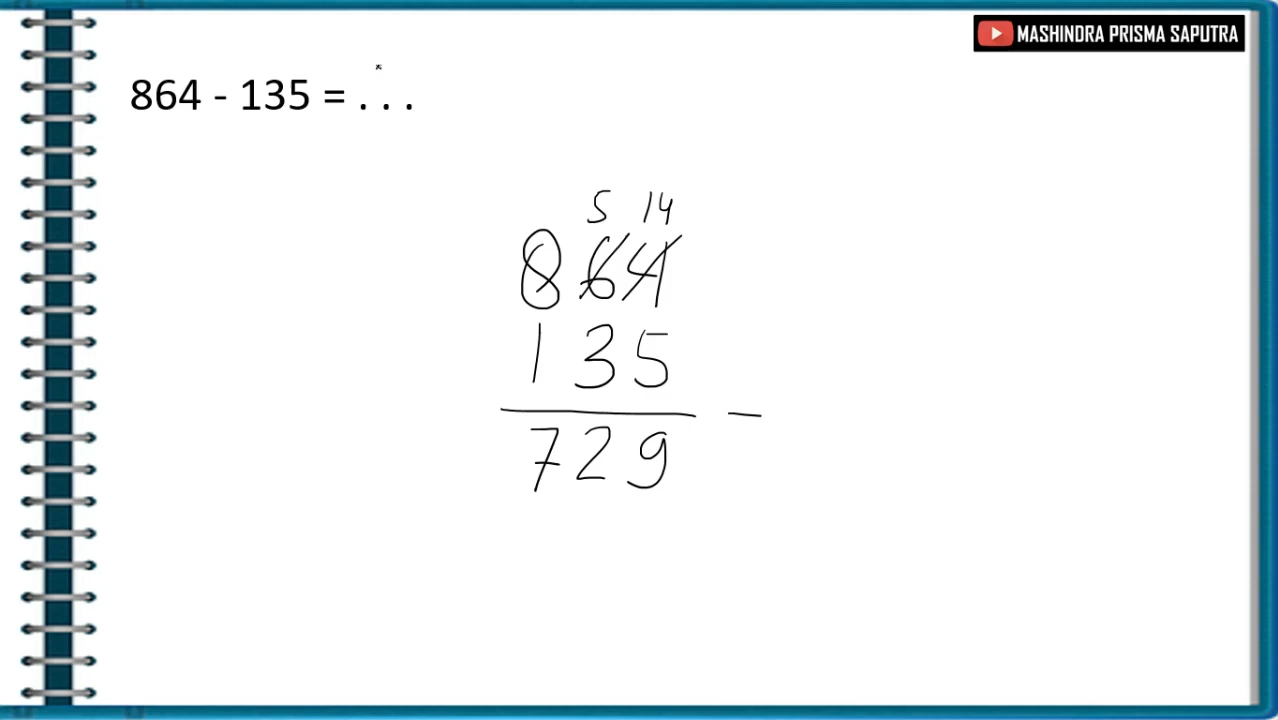 MASHINDRA PRISMA SAPUTRA
864 - 135 = . . .
5 14
864
135
–
729